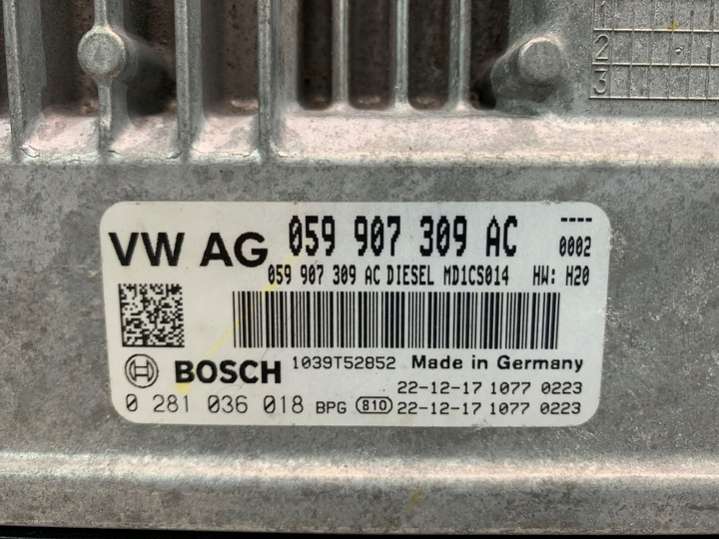 1
2
3
VW AG 059 907 309 AC ----
0002
059 907 309 AC DIESEL MD1CS014 HW: H20
BOSCH 1039T52852 Made in Germany
22-12-17 1077 0223
0 281 036 018 BPG 810 22-12-17 1077 0223